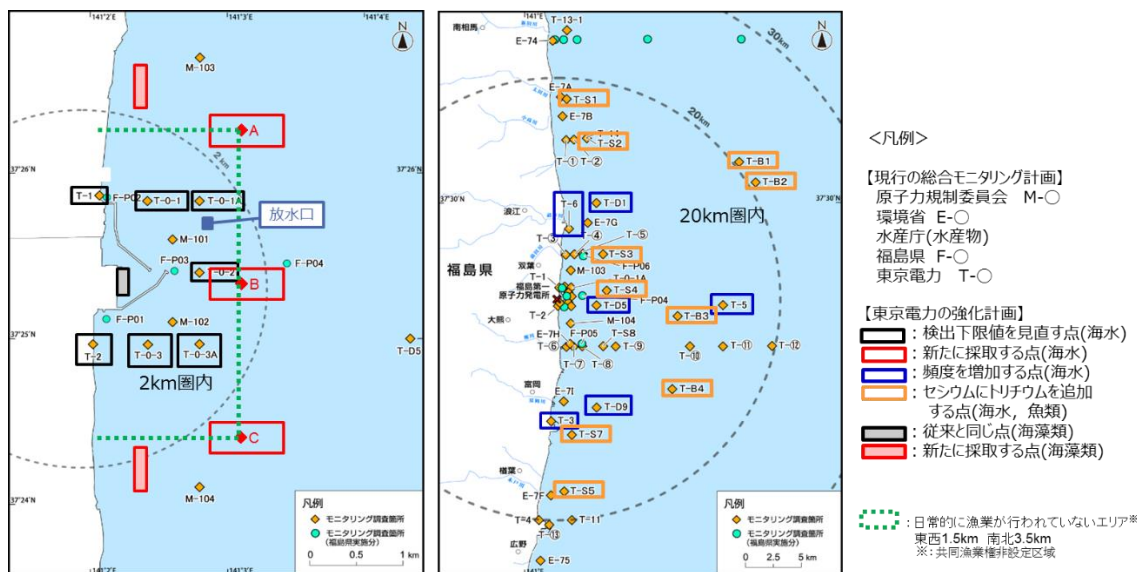 141°2'E
141°3'E
141°4'E
N
M-103
A
2 km
37°26'N
37°26'N
T-1
F-P02
T-0-1
T-0-1A
放水口
M-101
F-P03
T-0-2
F-P04
B
F-P01
M-102
37°25'N
T-2
T-0-3
T-0-3A
T-D5
2km圏内
C
37°24'N
M-104
凡例
モニタリング調査箇所
モニタリング調査箇所
(福島県実施分)
0
0.5
1
km
141°2'E
141°3'E
141°E
南相馬
T-13-1
E-74
N
30km
20km
E-7A
T-S1
E-7B
T-S2
T-①
T-②
T-B1
T-B2
37°30'N
37°30'N
浪江
T-6
T-D1
E-7G
20km圏内
T-③
T-④
T-⑤
T-S3
双葉
福島県
F-P06
M-103
T-1
T-0-1A
福島第一
原子力発電所
T-S4
F-P04
T-D5
T-5
T-2
T-B3
大熊
M-104
E-7H
F-P05
T-S8
T-⑥
T-⑦
T-⑧
T-⑨
T-⑩
T-⑪
T-⑫
富岡
T-B4
E-7I
T-D9
T-3
T-S7
楢葉
E-7F
T-S5
T-4
T-11
T-⑬
広野
E-75
141°E
凡例
モニタリング調査箇所
モニタリング調査箇所
(福島県実施分)
0
2.5
5 km
<凡例>
【現行の総合モニタリング計画】
原子力規制委員会 M-○
環境省 E-○
水産庁(水産物)
福島県 F-○
東京電力 T-○
【東京電力の強化計画】
：検出下限値を見直す点(海水)
：新たに採取する点(海水)
：頻度を増加する点(海水)
：セシウムにトリチウムを追加
する点(海水，魚類)
：従来と同じ点(海藻類)
：新たに採取する点(海藻類)
：日常的に漁業が行われていないエリア※
東西1.5km 南北3.5km
※：共同漁業権非設定区域